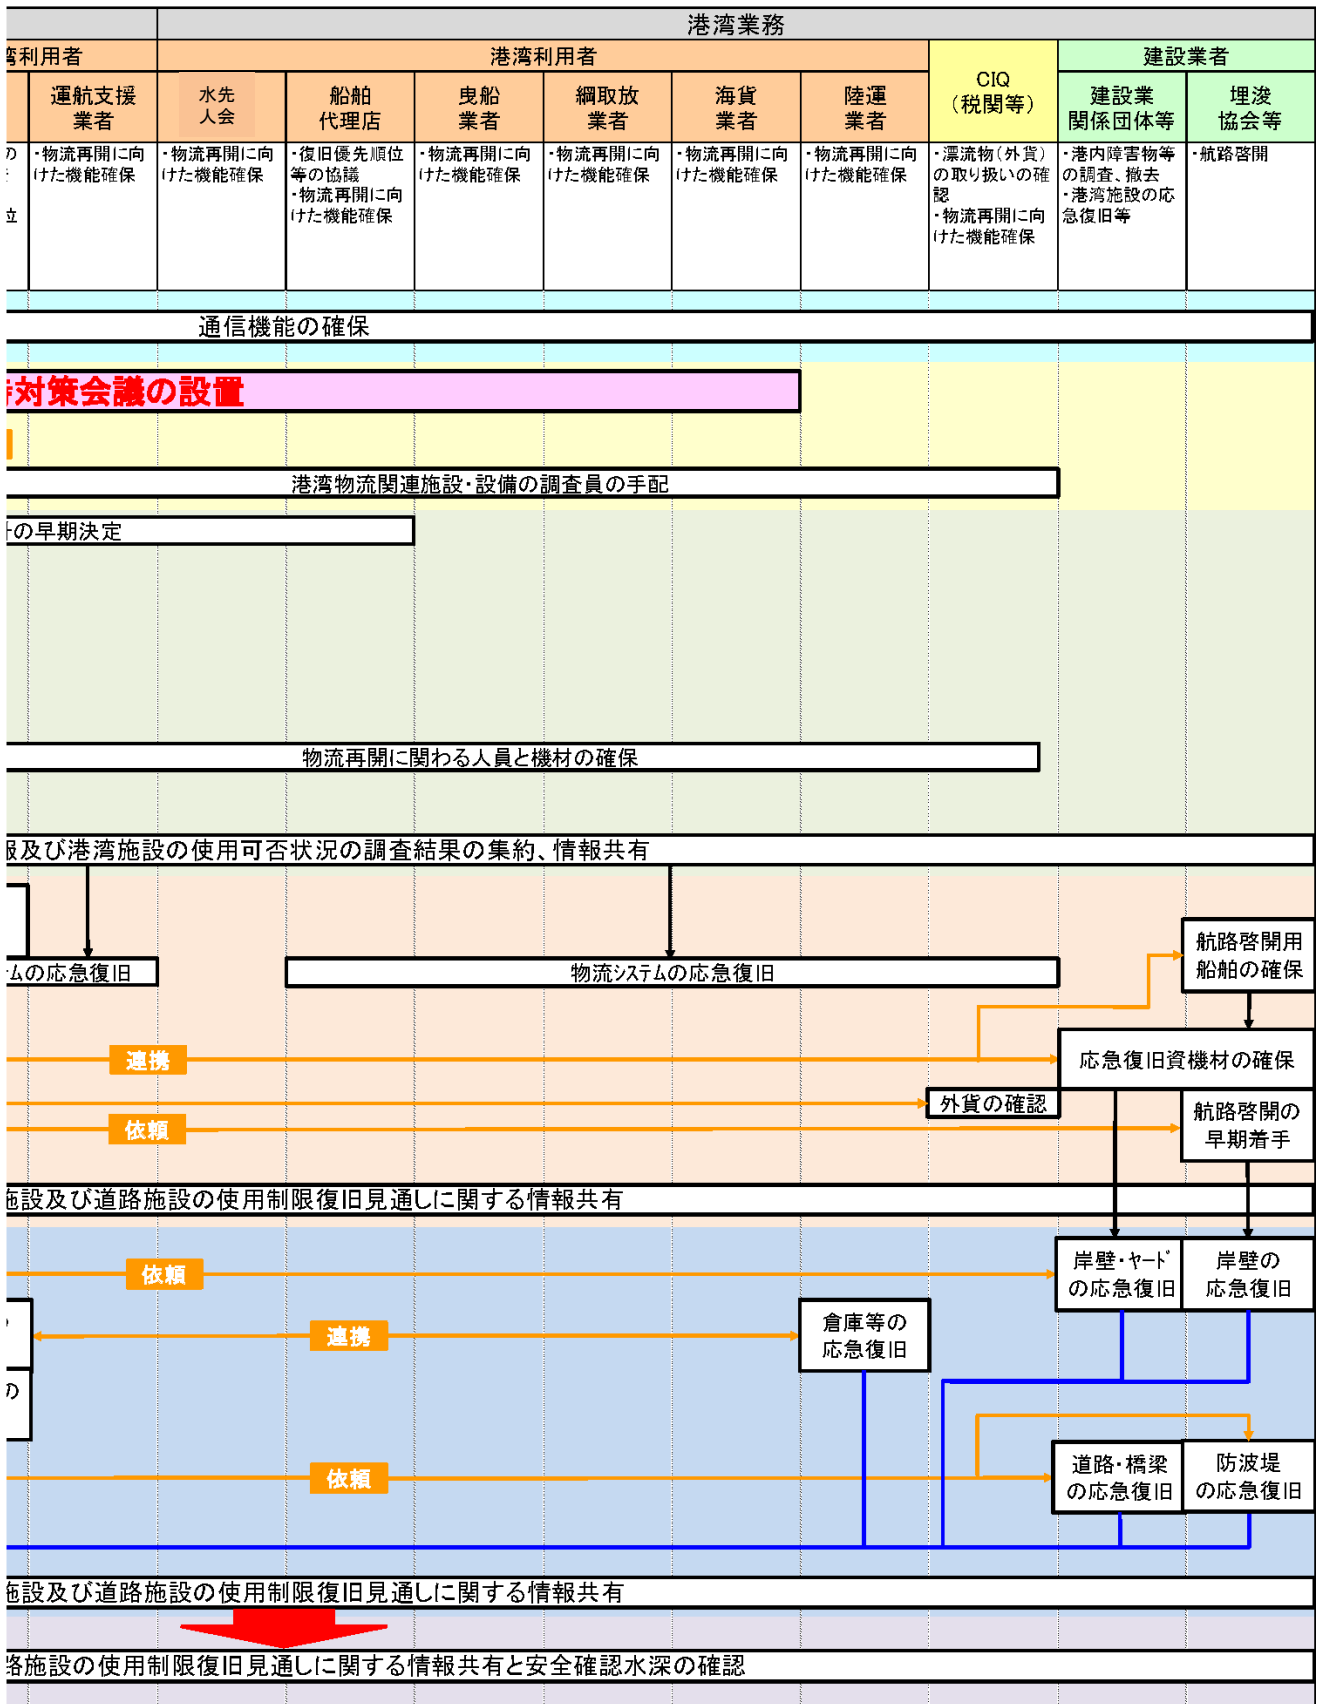 港湾業務
湾利用者
港湾利用者
CIQ
（税関等）
建設業者
運航支援
業者
水先
人会
船舶
代理店
曳船
業者
綱取放
業者
海貨
業者
陸運
業者
建設業
関係団体等
埋浚
協会等
の
位
・物流再開に向
けた機能確保
・物流再開に向
けた機能確保
・復旧優先順位
等の協議
・物流再開に向
けた機能確保
・物流再開に向
けた機能確保
・物流再開に向
けた機能確保
・物流再開に向
けた機能確保
・物流再開に向
けた機能確保
・漂流物（外貨）
の取り扱いの確
認
・物流再開に向
けた機能確保
・港内障害物等
の調査、撤去
・港湾施設の応
急復旧等
・航路啓開
通信機能の確保
対策会議の設置
港湾物流関連施設・設備の調査員の手配
の早期決定
物流再開に関わる人員と機材の確保
報及び港湾施設の使用可否状況の調査結果の集約、情報共有
航路啓開用
船舶の確保
ムの応急復旧
物流システムの応急復旧
連携
応急復旧資機材の確保
外貨の確認
依頼
航路啓開の
早期着手
施設及び道路施設の使用制限復旧見通しに関する情報共有
依頼
岸壁・ヤード
の応急復旧
岸壁の
応急復旧
連携
倉庫等の
応急復旧
の
依頼
道路・橋梁
の応急復旧
防波堤
の応急復旧
施設及び道路施設の使用制限復旧見通しに関する情報共有
路施設の使用制限復旧見通しに関する情報共有と安全確認水深の確認